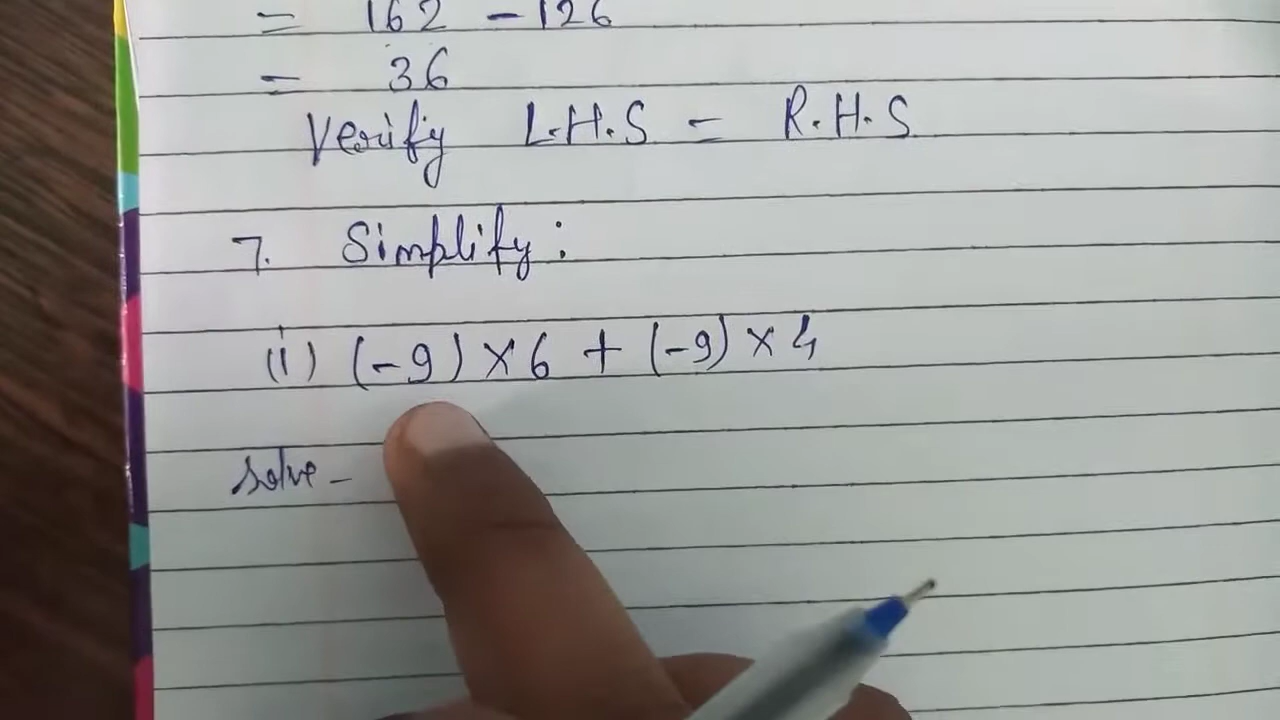 = 162 - 126
= 36
Verify L.H.S = R.H.S
7. Simplify:
(i) (-9) × 6 + (-9) × 4
Solve -